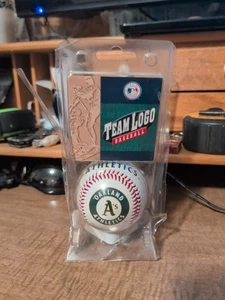 TEAM LOGO
BASEBALL
ATHLETICS
OAKLAND
A's
ATHLETICS